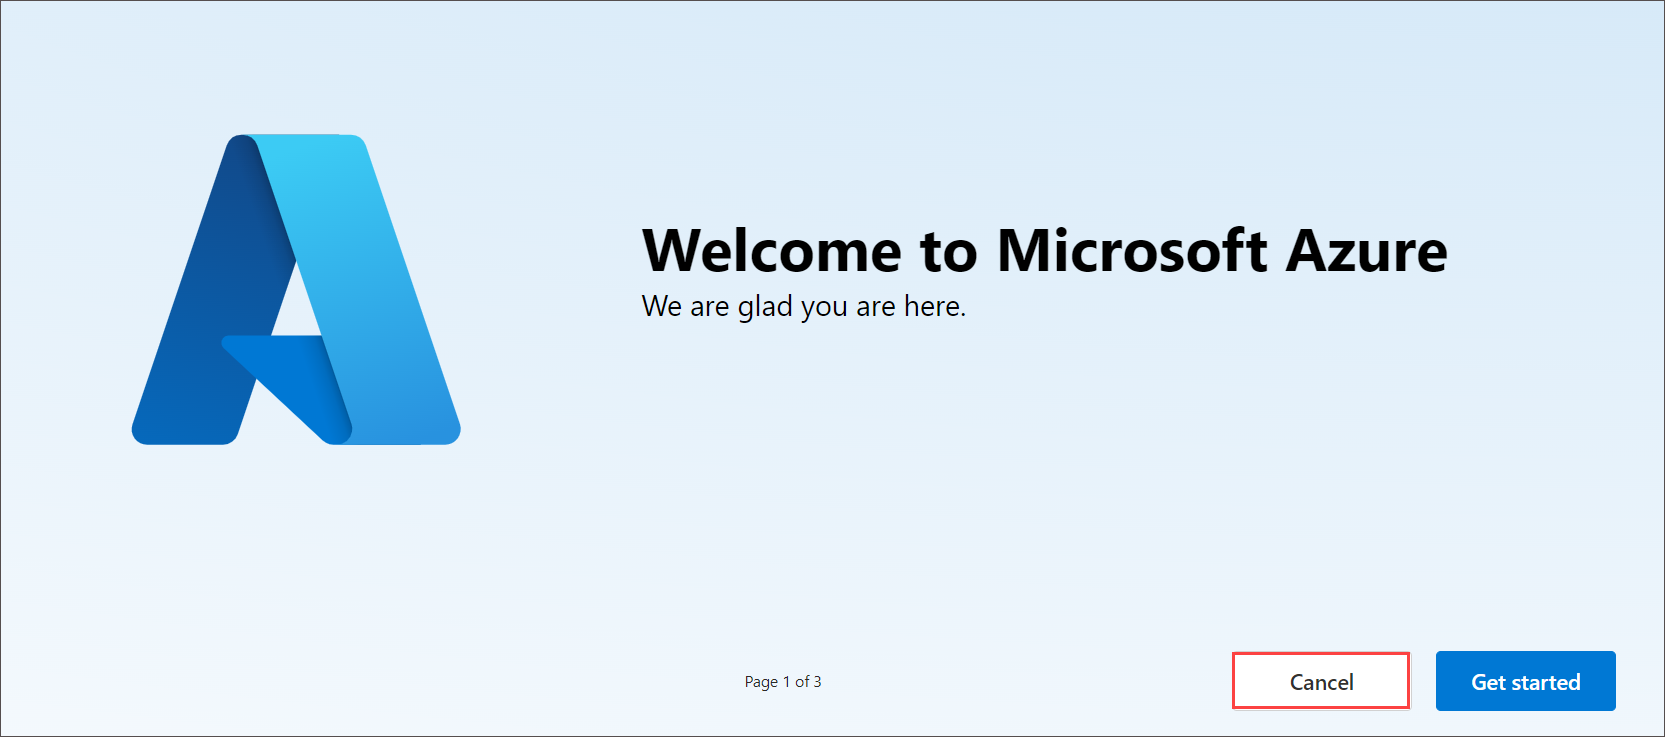 Welcome to Microsoft Azure
We are glad you are here.
Page 1 of 3
Cancel
Get started